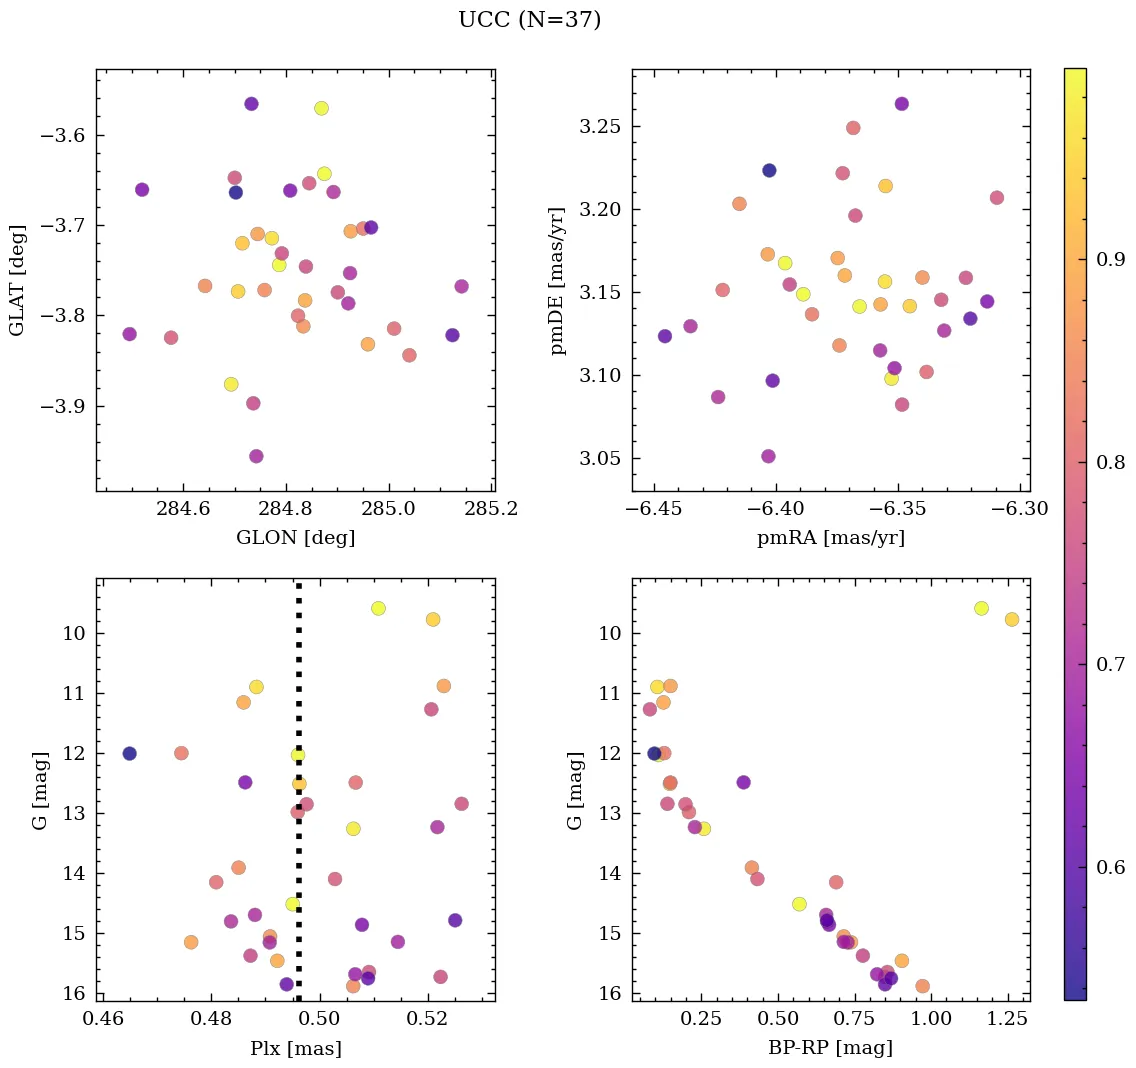 UCC (N=37)
−3.6
−3.7
−3.8
−3.9
GLAT [deg]
284.6 284.8 285.0 285.2
GLON [deg]
3.25
3.20
3.15
3.10
3.05
pmDE [mas/yr]
−6.45 −6.40 −6.35 −6.30
pmRA [mas/yr]
0.9
0.8
0.7
0.6
10
11
12
13
14
15
16
G [mag]
0.46 0.48 0.50 0.52
Plx [mas]
10
11
12
13
14
15
16
G [mag]
0.25 0.50 0.75 1.00 1.25
BP-RP [mag]